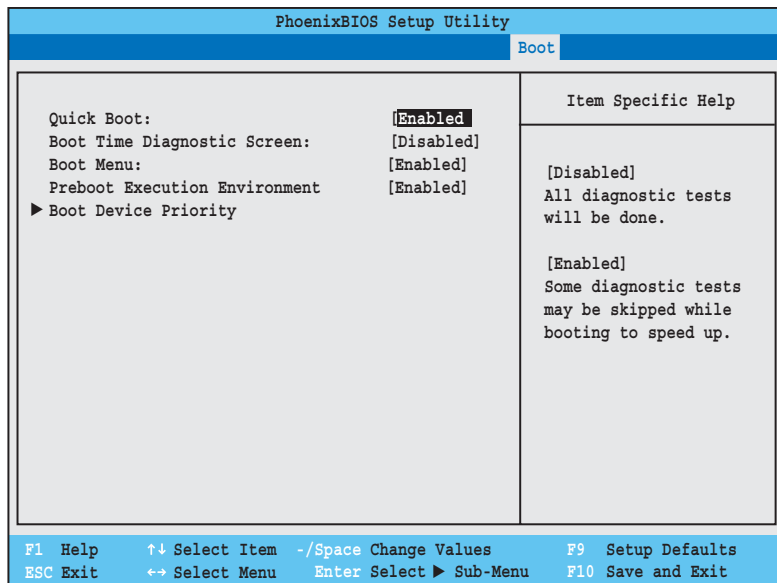 PhoenixBIOS Setup Utility
Boot
Quick Boot: [Enabled
Boot Time Diagnostic Screen: [Disabled]
Boot Menu: [Enabled]
Preboot Execution Environment [Enabled]
▶ Boot Device Priority
Item Specific Help
[Disabled]
All diagnostic tests
will be done.
[Enabled]
Some diagnostic tests
may be skipped while
booting to speed up.
F1 Help ↑↓ Select Item -/Space Change Values F9 Setup Defaults
ESC Exit ←→ Select Menu Enter Select ▶ Sub-Menu F10 Save and Exit